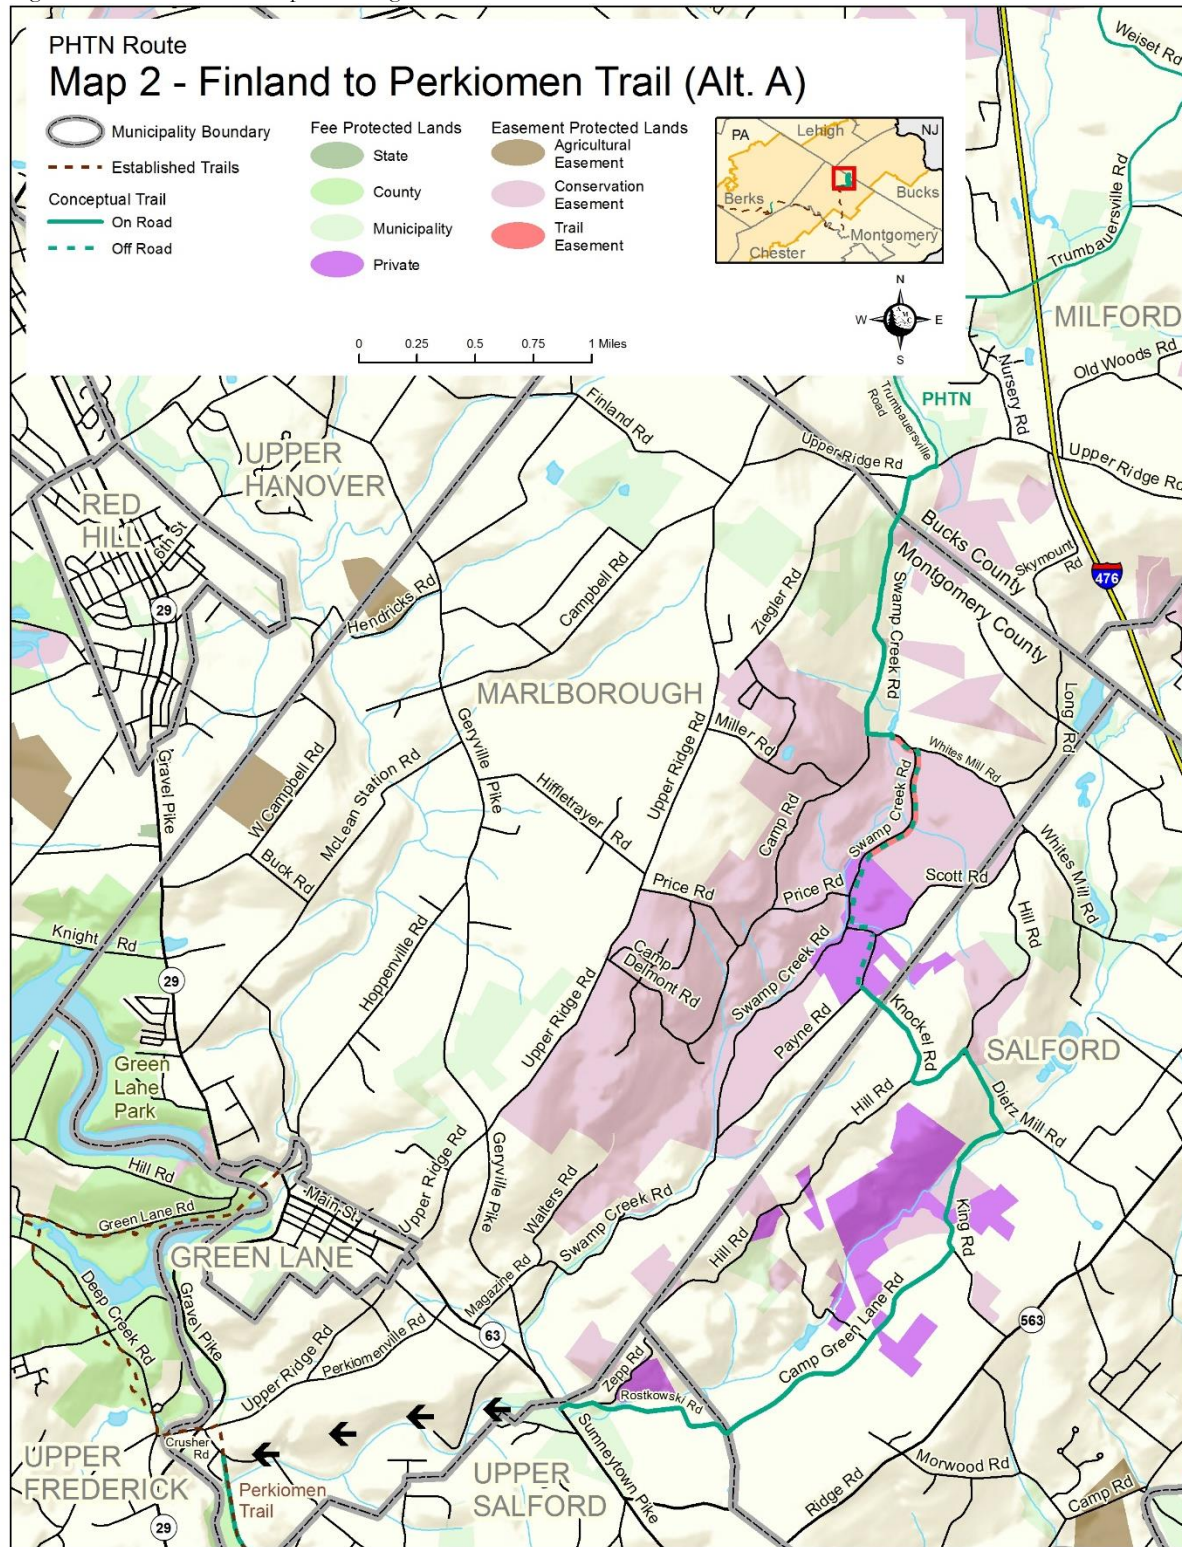 PHTN Route
Map 2 - Finland to Perkiomen Trail (Alt. A)
Municipality Boundary
Established Trails
Conceptual Trail
On Road
Off Road
Fee Protected Lands
State
County
Municipality
Private
Easement Protected Lands
Agricultural
Easement
Conservation
Easement
Trail
Easement
PA
Lehigh
NJ
Berks
Bucks
Montgomery
Chester
N
W
E
S
0 0.25 0.5 0.75 1 Miles
Weiset Rd
Trumbauersville Rd
MILFORD
Old Woods Rd
Nursery Rd
PHTN
Trumbauersville
Road
Upper Ridge Rd
Upper Ridge Rd
Finland Rd
UPPER
HANOVER
RED
HILL
6th St
29
Bucks County
Montgomery County
Skymount
Rd
476
Swamp Creek Rd
Ziegler Rd
Campbell Rd
Hendricks Rd
MARLBOROUGH
Long Rd
Whites Mill Rd
Miller Rd
Upper Ridge Rd
Geryville
Pike
Gravel Pike
W Campbell Rd
McLean Station Rd
Hiffletrayer Rd
Camp Rd
Swamp Creek Rd
Buck Rd
Whites Mill Rd
Scott Rd
Price Rd
Price Rd
Hill Rd
Knight Rd
Hoppenville Rd
Camp
Delmont Rd
Swamp Creek Rd
29
Upper Ridge Rd
Payne Rd
Knockel Rd
SALFORD
Green
Lane
Park
Hill Rd
Dietz Mill Rd
Hill Rd
Geryville Pike
Upper Ridge Rd
Main St
Walters Rd
Green Lane Rd
Swamp Creek Rd
King Rd
GREEN LANE
Hill Rd
Deep Creek Rd
Gravel Pike
Magazine Rd
63
563
Upper Ridge Rd
Perkiomenville Rd
Camp Green Lane Rd
Zepp Rd
Rostkowski Rd
Crusher
Rd
Sumneytown Pike
UPPER
FREDERICK
Perkiomen
Trail
UPPER
SALFORD
Ridge Rd
Morwood Rd
Camp Rd
29